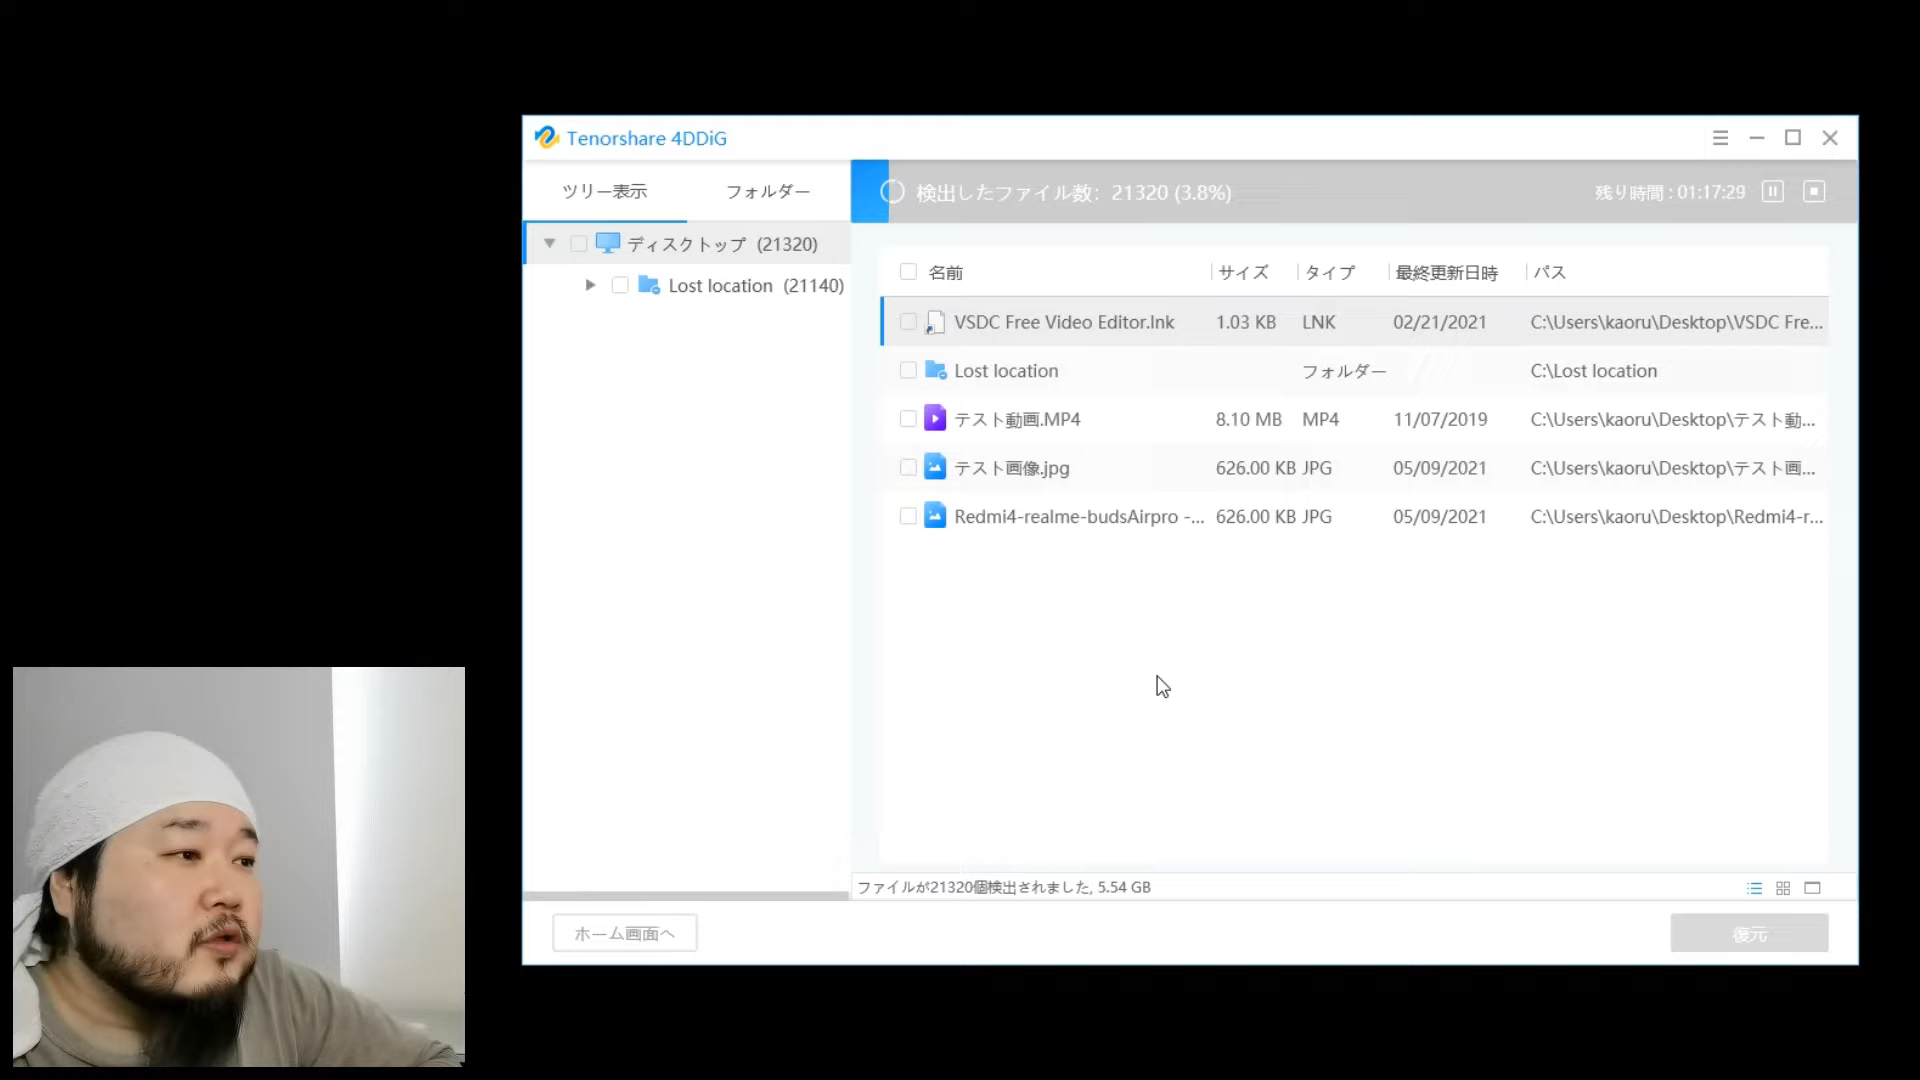 Tenorshare 4DDiG
ツリー表示 フォルダー
検出したファイル数: 21320 (3.8%) 残り時間 : 01:17:29
ディスクトップ (21320)
Lost location (21140)
名前 サイズ タイプ 最終更新日時 パス
VSDC Free Video Editor.lnk 1.03 KB LNK 02/21/2021 C:\Users\kaoru\Desktop\VSDC Fre...
Lost location フォルダー C:\Lost location
テスト動画.MP4 8.10 MB MP4 11/07/2019 C:\Users\kaoru\Desktop\テスト動...
テスト画像.jpg 626.00 KB JPG 05/09/2021 C:\Users\kaoru\Desktop\テスト画...
Redmi4-realme-budsAirpro -... 626.00 KB JPG 05/09/2021 C:\Users\kaoru\Desktop\Redmi4-r...
ファイルが21320個検出されました, 5.54 GB
ホーム画面へ 復元